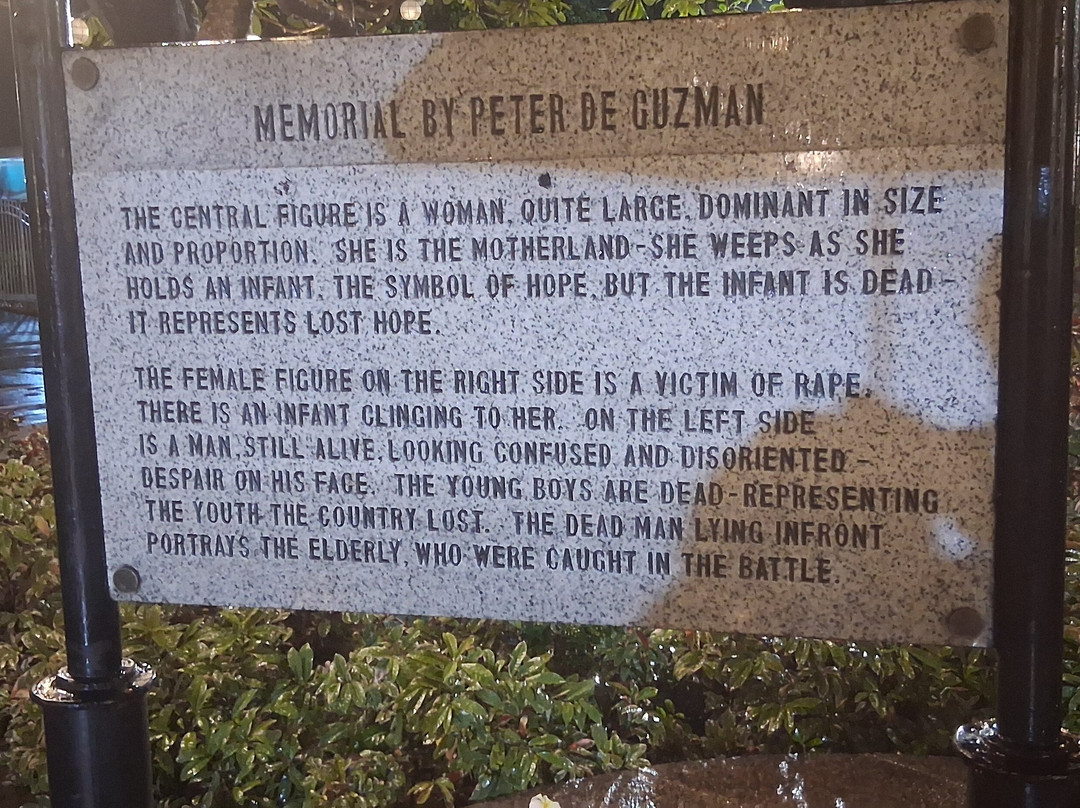 MEMORIAL BY PETER DE GUZMAN
THE CENTRAL FIGURE IS A WOMAN, QUITE LARGE, DOMINANT IN SIZE
AND PROPORTION. SHE IS THE MOTHERLAND-SHE WEEPS AS SHE
HOLDS AN INFANT, THE SYMBOL OF HOPE, BUT THE INFANT IS DEAD-
IT REPRESENTS LOST HOPE.
THE FEMALE FIGURE ON THE RIGHT SIDE IS A VICTIM OF RAPE.
THERE IS AN INFANT CLINGING TO HER. ON THE LEFT SIDE
IS A MAN, STILL ALIVE, LOOKING CONFUSED AND DISORIENTED-
DESPAIR ON HIS FACE. THE YOUNG BOYS ARE DEAD-REPRESENTING
THE YOUTH THE COUNTRY LOST. THE DEAD MAN LYING INFRONT
PORTRAYS THE ELDERLY, WHO WERE CAUGHT IN THE BATTLE.